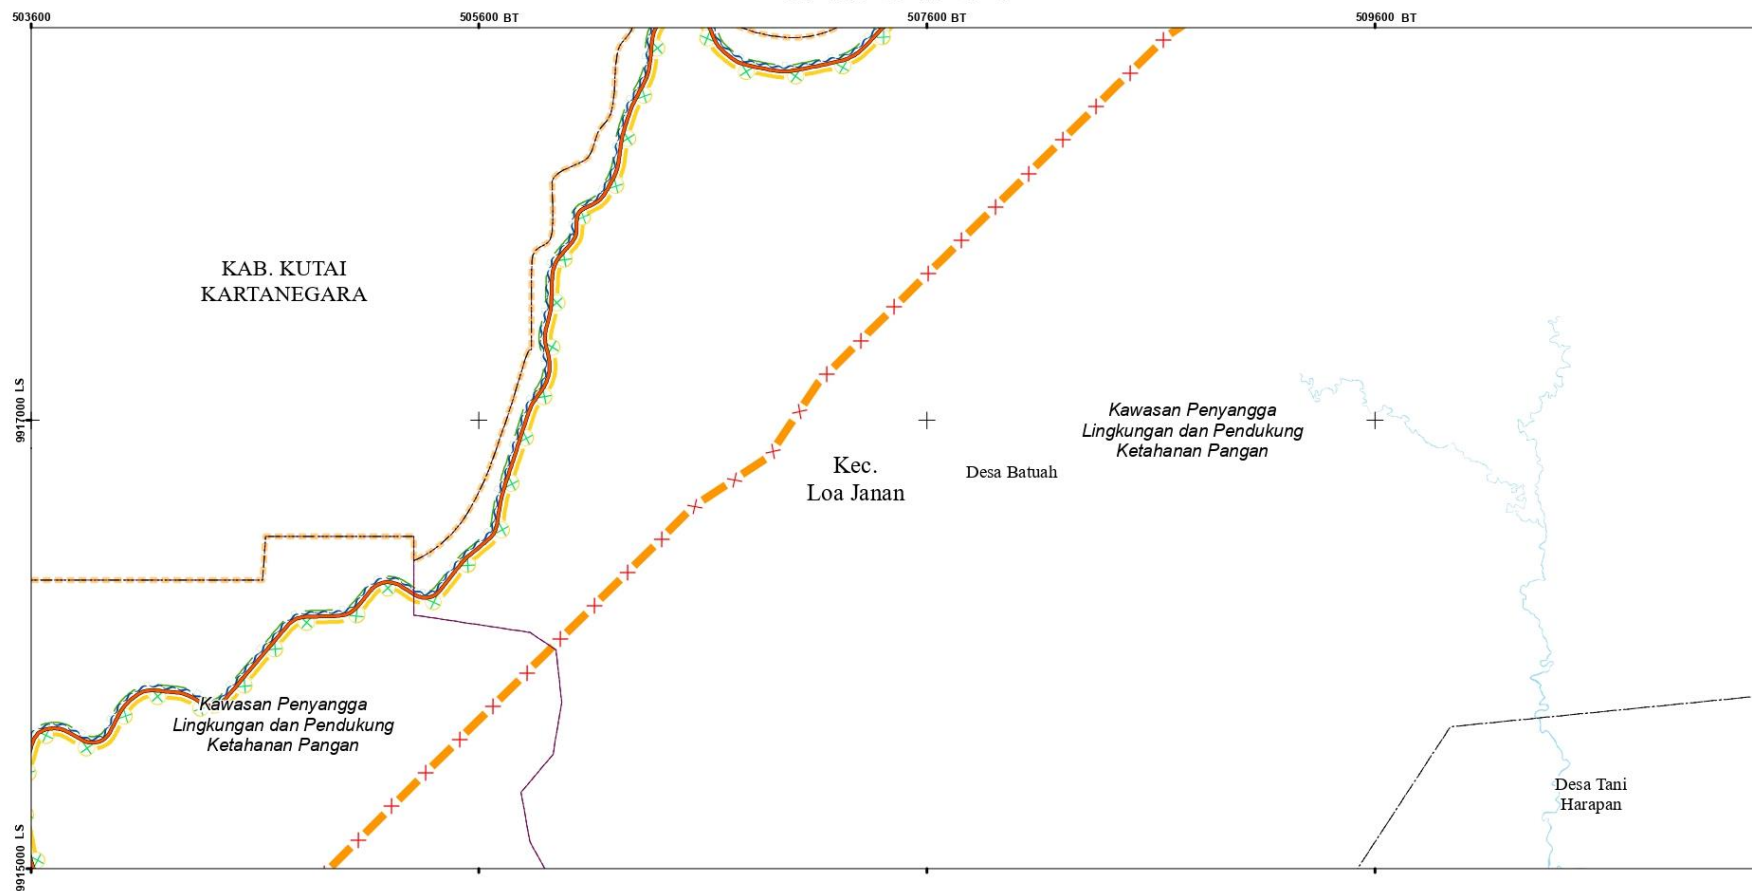 503600
505600 BT
507600 BT
509600 BT
KAB. KUTAI
KARTANEGARA
9917000 LS
Kawasan Penyangga
Lingkungan dan Pendukung
Ketahanan Pangan
Kec.
Loa Janan
Desa Batuah
Kawasan Penyangga
Lingkungan dan Pendukung
Ketahanan Pangan
Desa Tani
Harapan
9915000 LS